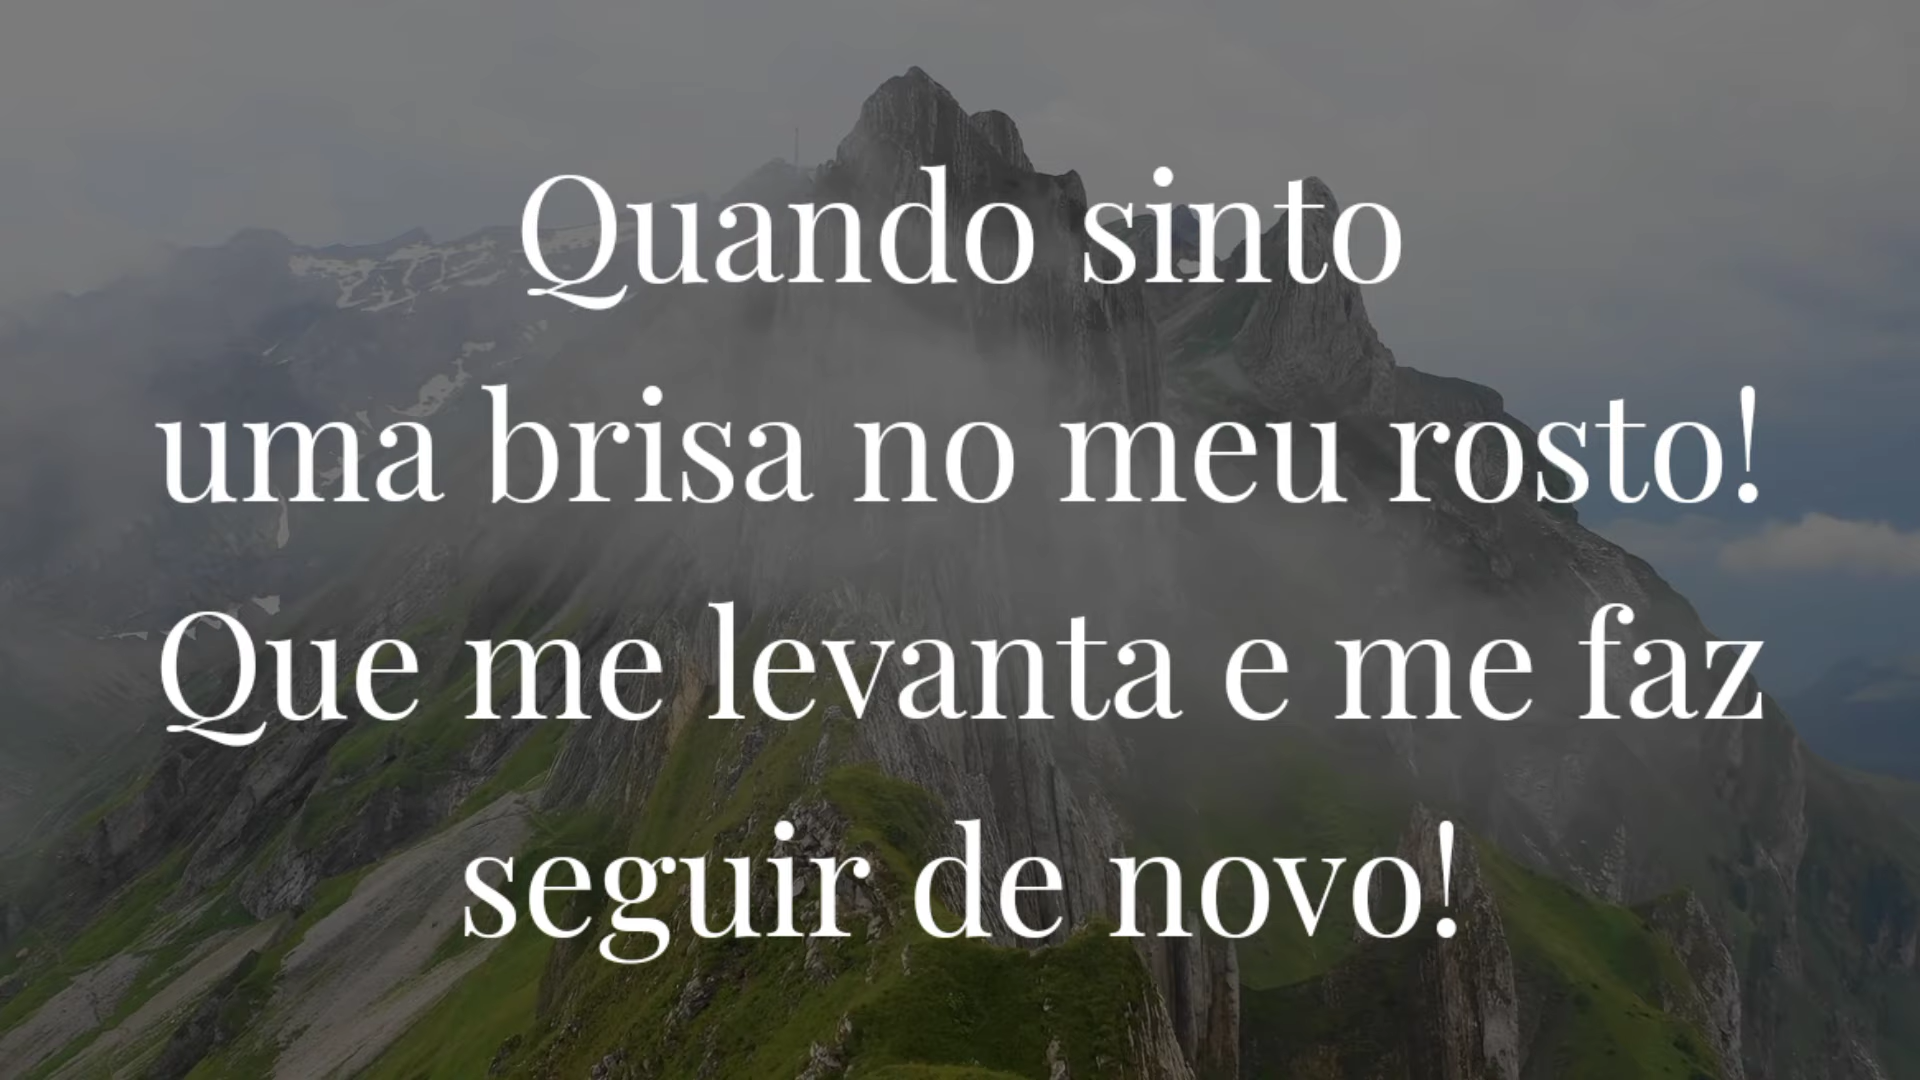 Quando sinto
uma brisa no meu rosto!
Que me levanta e me faz
seguir de novo!